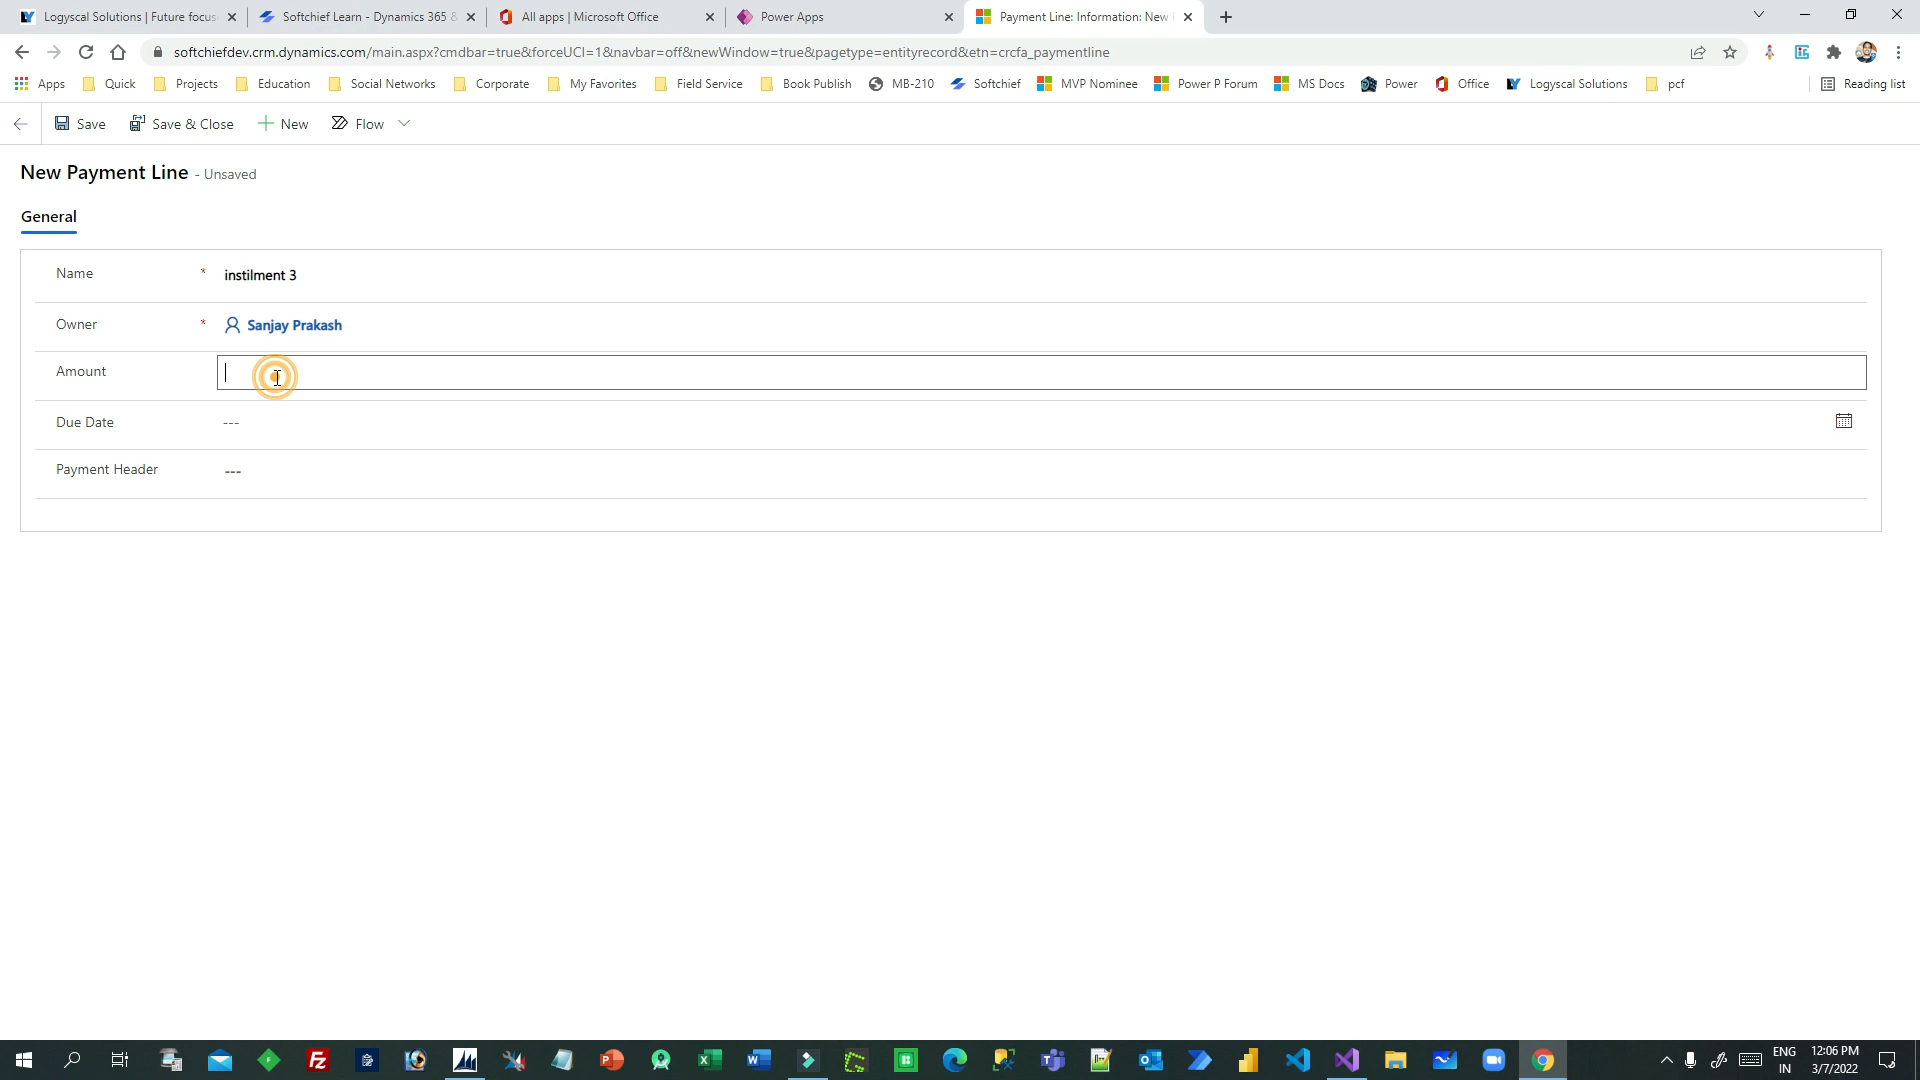 Logyscal Solutions | Future focus
Softchief Learn - Dynamics 365 &
All apps | Microsoft Office
Power Apps
Payment Line: Information: New
softchiefdev.crm.dynamics.com/main.aspx?cmdbar=true&forceUCI=1&navbar=off&newWindow=true&pagetype=entityrecord&etn=crcfa_paymentline
Apps Quick Projects Education Social Networks Corporate My Favorites Field Service Book Publish MB-210 Softchief MVP Nominee Power P Forum MS Docs Power Office Logyscal Solutions pcf Reading list
Save Save & Close New Flow
New Payment Line - Unsaved
General
Name * instilment 3
Owner * Sanjay Prakash
Amount
Due Date ---
Payment Header ---
ENG 12:06 PM
IN 3/7/2022